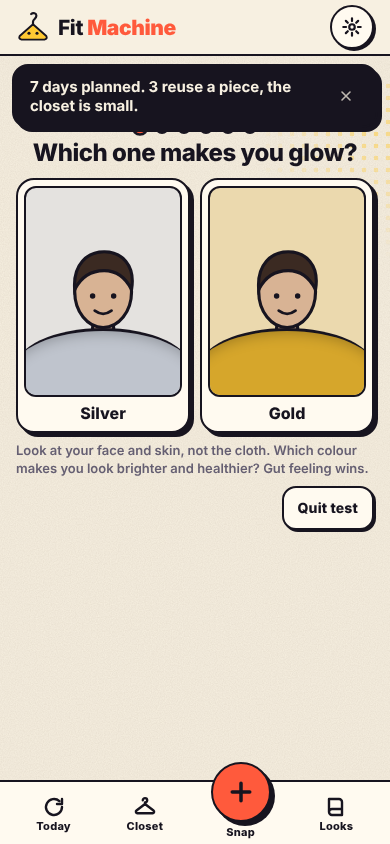 Fit Machine
7 days planned. 3 reuse a piece, the
closet is small.
Which one makes you glow?
Silver
Gold
Look at your face and skin, not the cloth. Which colour
makes you look brighter and healthier? Gut feeling wins.
Quit test
Today
Closet
Snap
Looks